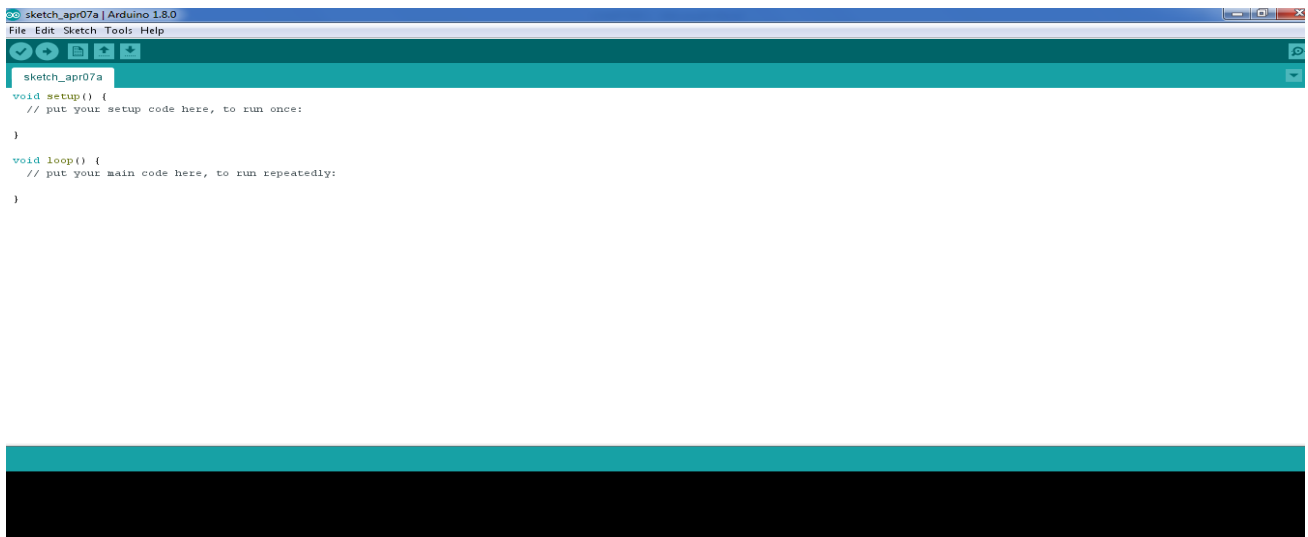 sketch_apr07a | Arduino 1.8.0
File Edit Sketch Tools Help
sketch_apr07a
void setup() {
  // put your setup code here, to run once:
}
void loop() {
  // put your main code here, to run repeatedly:
}